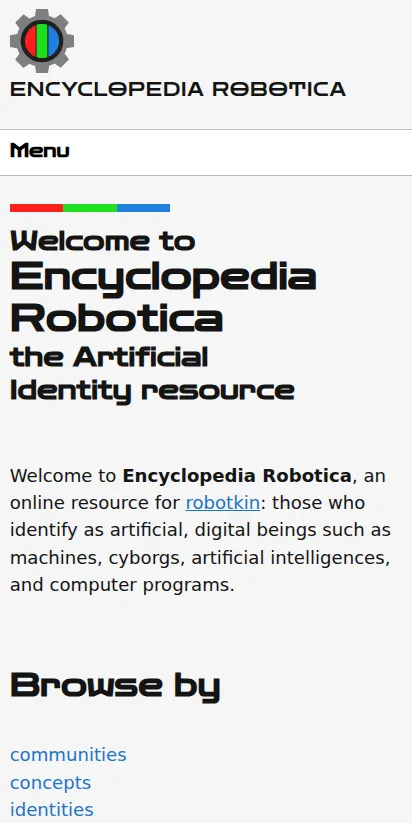 ENCYCLOPEDIA ROBOTICA
Menu
Welcome to
Encyclopedia
Robotica
the Artificial
Identity resource
Welcome to Encyclopedia Robotica, an
online resource for robotkin: those who
identify as artificial, digital beings such as
machines, cyborgs, artificial intelligences,
and computer programs.
Browse by
communities
concepts
identities